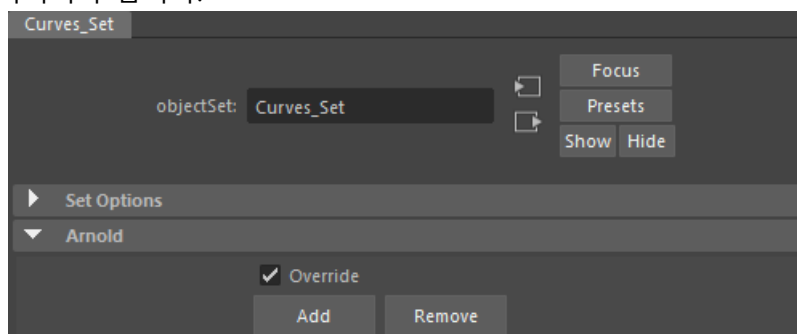 Curves_Set
Focus
objectSet: Curves_Set
Presets
Show Hide
Set Options
Arnold
Override
Add Remove